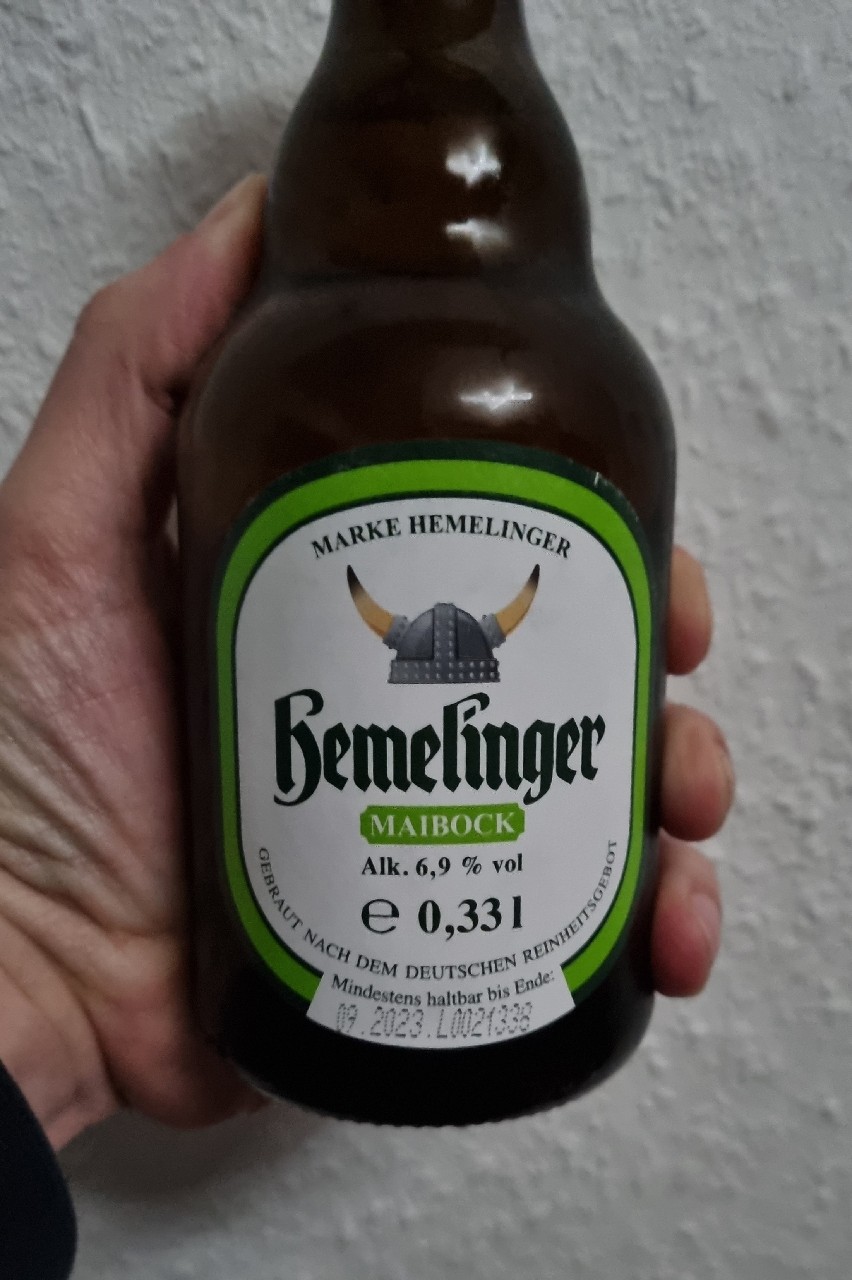 MARKE HEMELINGER
Hemelinger
MAIBOCK
Alk. 6,9 % vol
℮ 0,33 l
GEBRAUT NACH DEM DEUTSCHEN REINHEITSGEBOT
Mindestens haltbar bis Ende:
09.2023.L0021338